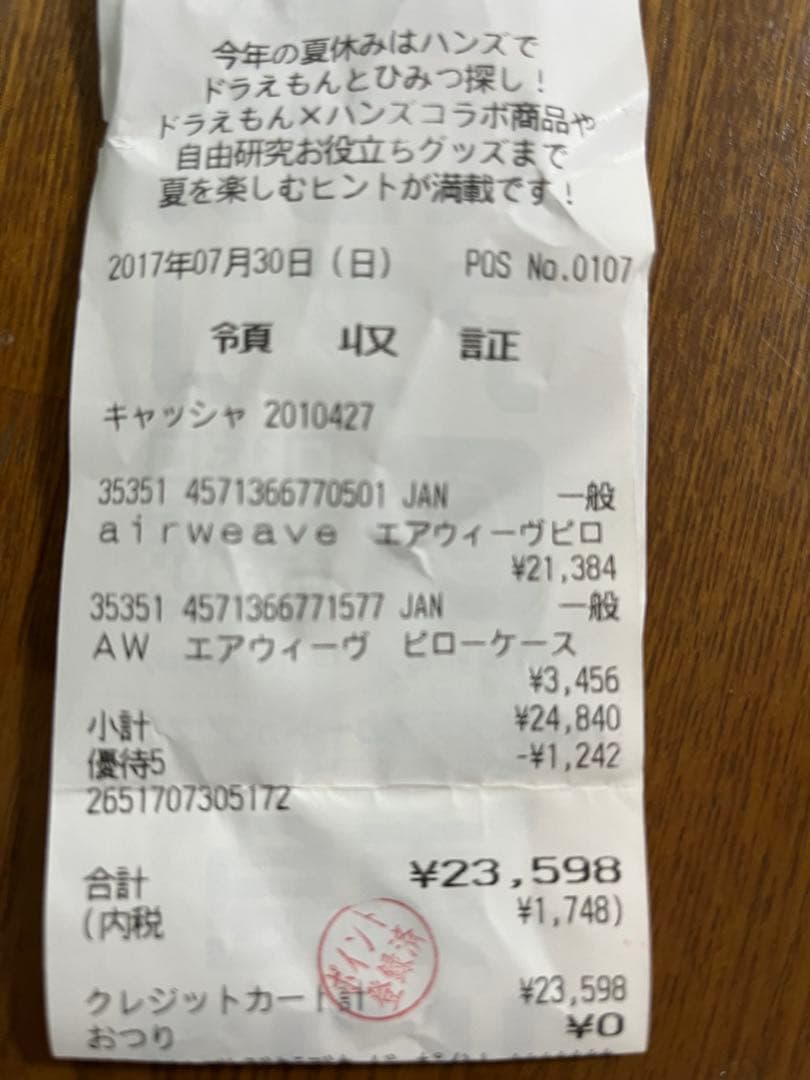 今年の夏休みはハンズで
ドラえもんとひみつ探し!
ドラえもん×ハンズコラボ商品や
自由研究お役立ちグッズまで
夏を楽しむヒントが満載です!
2017年07月30日(日) POS No.0107
領 収 証
キャッシャ 2010427
35351 4571366770501 JAN 一般
airweave エアウィーヴピロ
¥21,384
35351 4571366771577 JAN 一般
AW エアウィーヴ ピローケース
¥3,456
小計 ¥24,840
優待5 -¥1,242
2651707305172
合計 ¥23,598
(内税 ¥1,748)
ポイント
登録済
クレジットカード計 ¥23,598
おつり ¥0